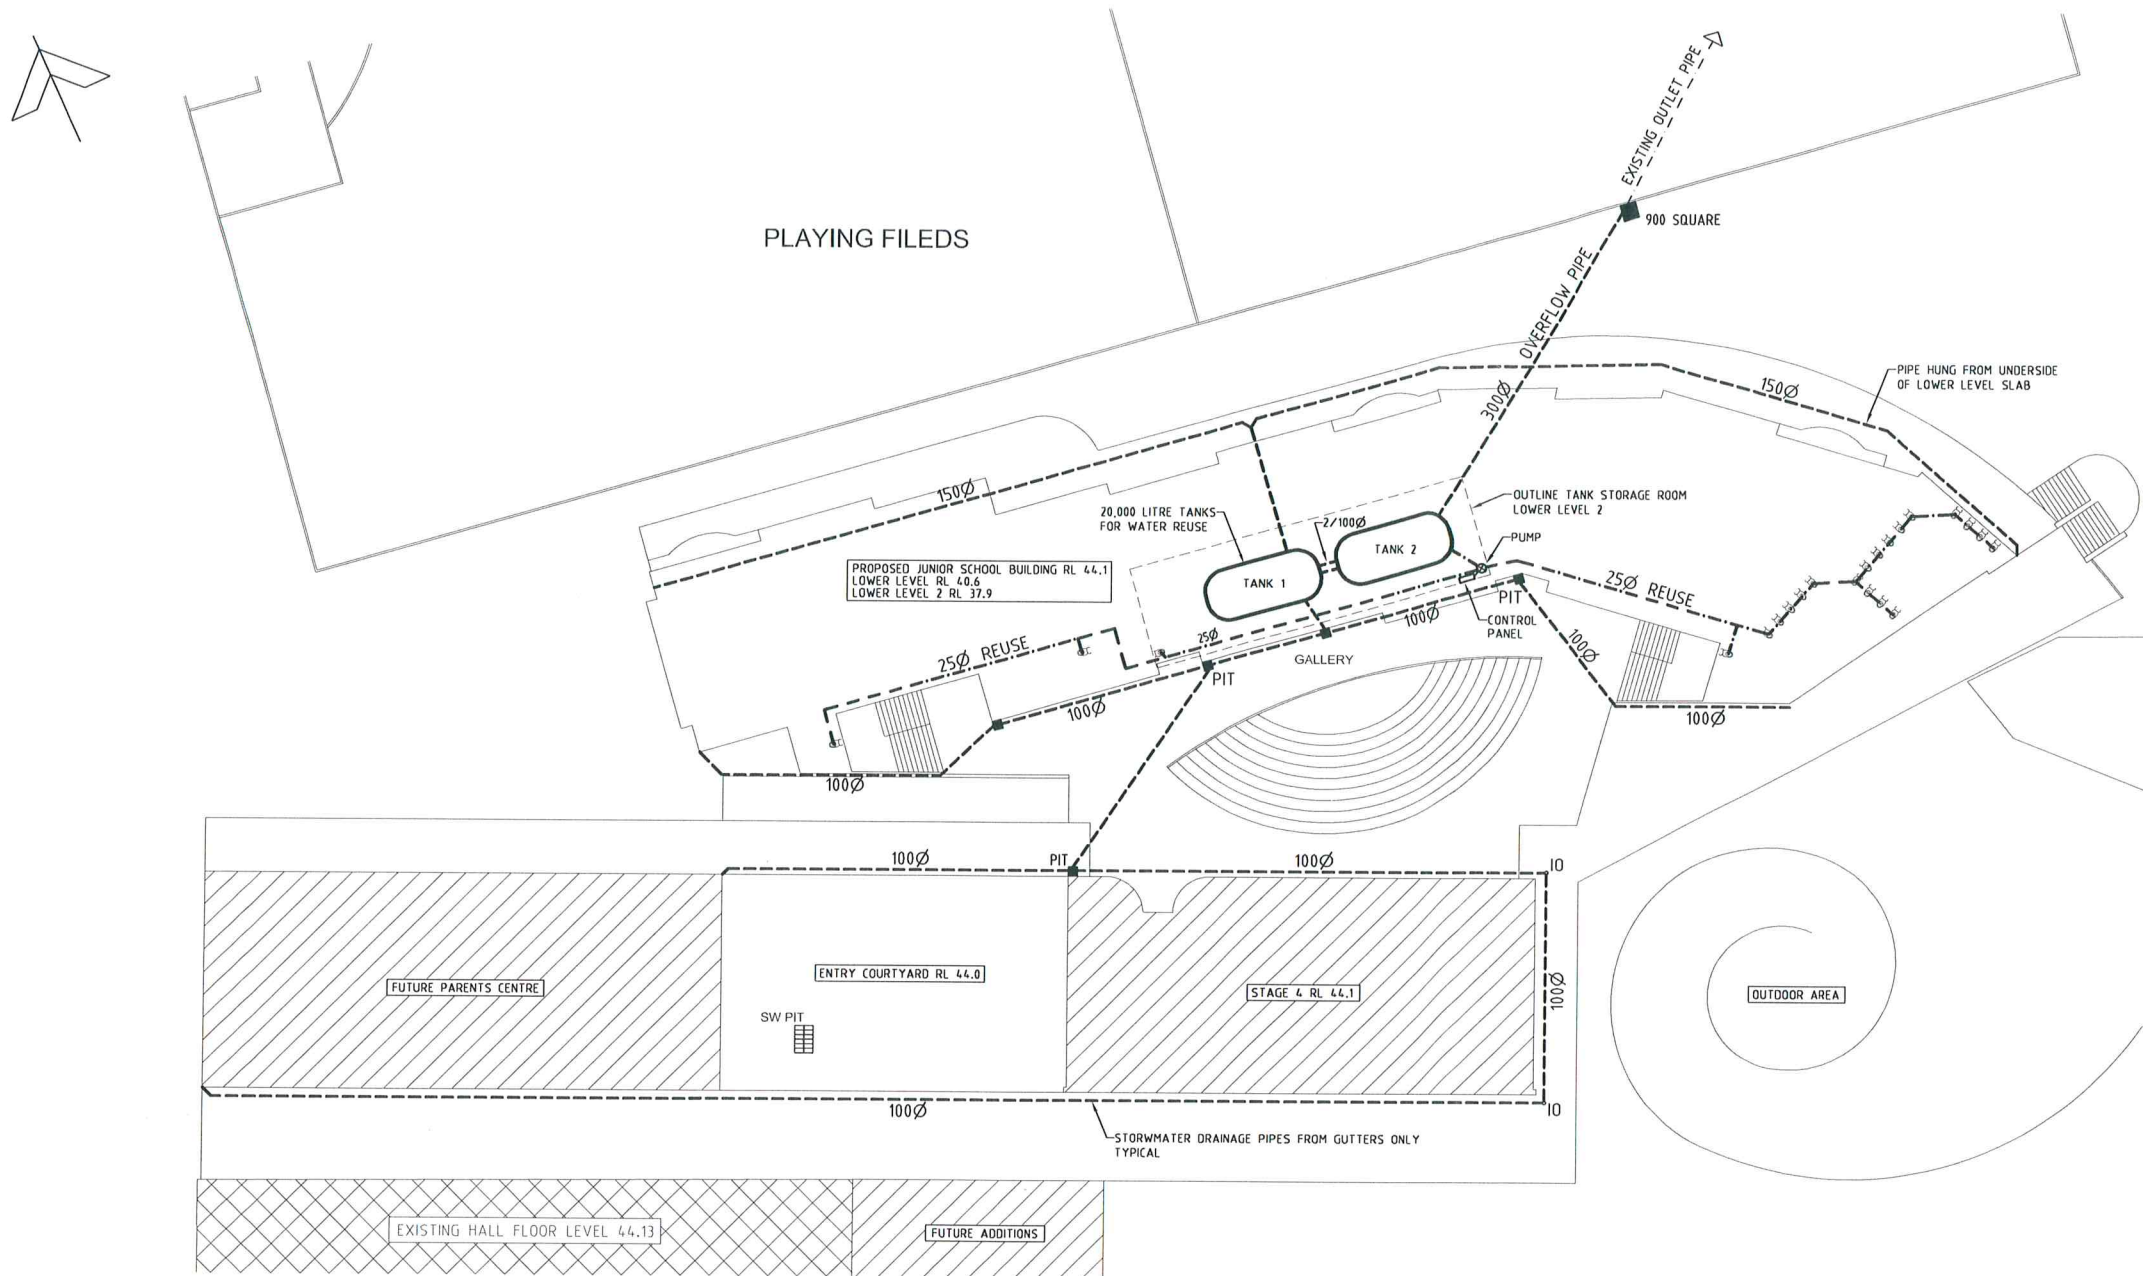 EXISTING OUTLET PIPE
900 SQUARE
PLAYING FILEDS
OVERFLOW PIPE
300Ø
PIPE HUNG FROM UNDERSIDE
OF LOWER LEVEL SLAB
150Ø
150Ø
OUTLINE TANK STORAGE ROOM
LOWER LEVEL 2
20,000 LITRE TANKS
FOR WATER REUSE
2/100Ø
PUMP
TANK 2
TANK 1
PROPOSED JUNIOR SCHOOL BUILDING RL 44.1
LOWER LEVEL RL 40.6
LOWER LEVEL 2 RL 37.9
25Ø REUSE
PIT
CONTROL
PANEL
100Ø
25Ø
25Ø REUSE
100Ø
GALLERY
PIT
100Ø
100Ø
100Ø
100Ø
PIT
100Ø
10
ENTRY COURTYARD RL 44.0
FUTURE PARENTS CENTRE
STAGE 4 RL 44.1
100Ø
OUTDOOR AREA
SW PIT
100Ø
10
STORWMATER DRAINAGE PIPES FROM GUTTERS ONLY
TYPICAL
EXISTING HALL FLOOR LEVEL 44.13
FUTURE ADDITIONS